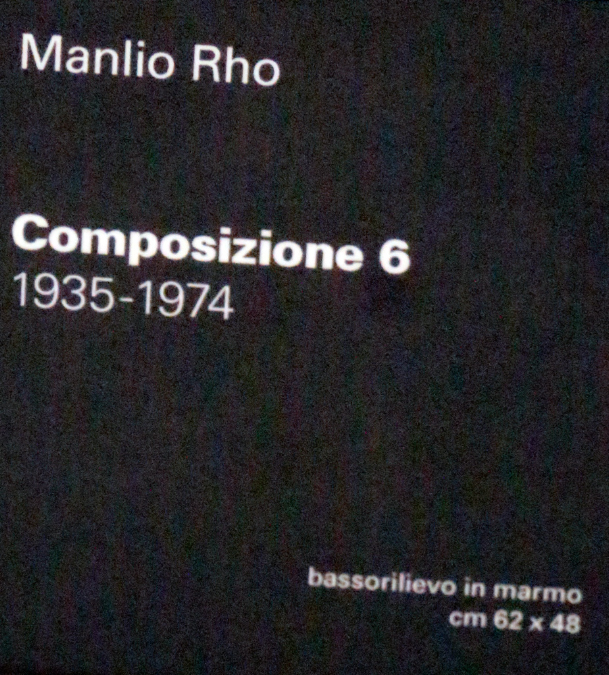 Manlio Rho
Composizione 6
1935-1974
bassorilievo in marmo
cm 62 x 48